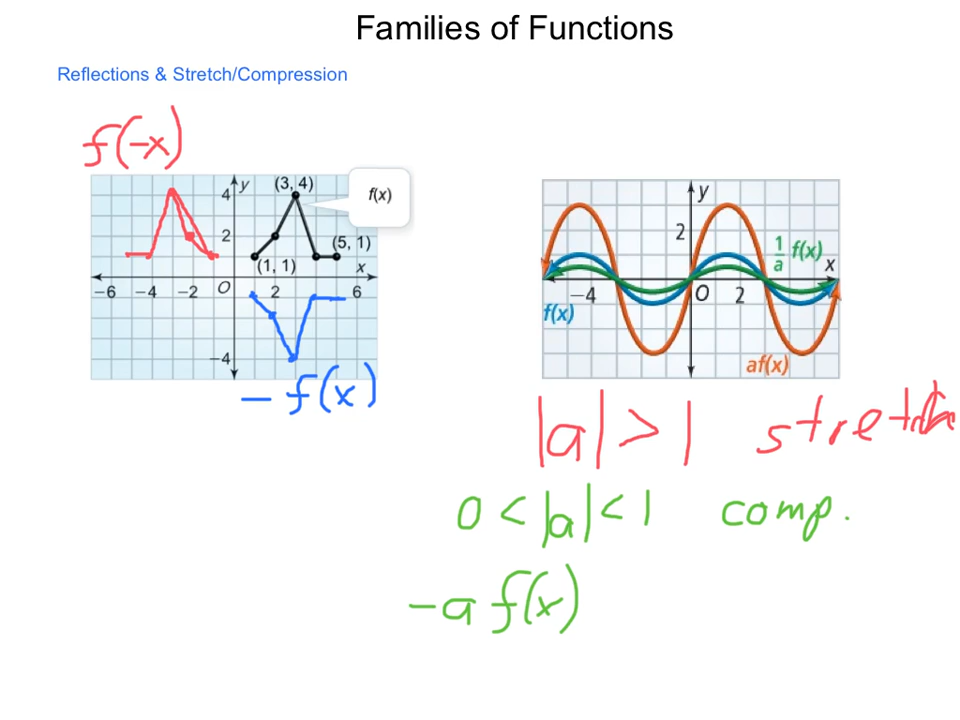 Families of Functions
Reflections & Stretch/Compression
f(-x)
4 y (3, 4) f(x)
2 (5, 1)
(1, 1) x
-6 -4 -2 O 2 6
-4
- f(x)
y
2 1/a f(x)
x
-4 O 2
f(x)
af(x)
|a| > 1 stretch
0 < |a| < 1 comp.
-a f(x)